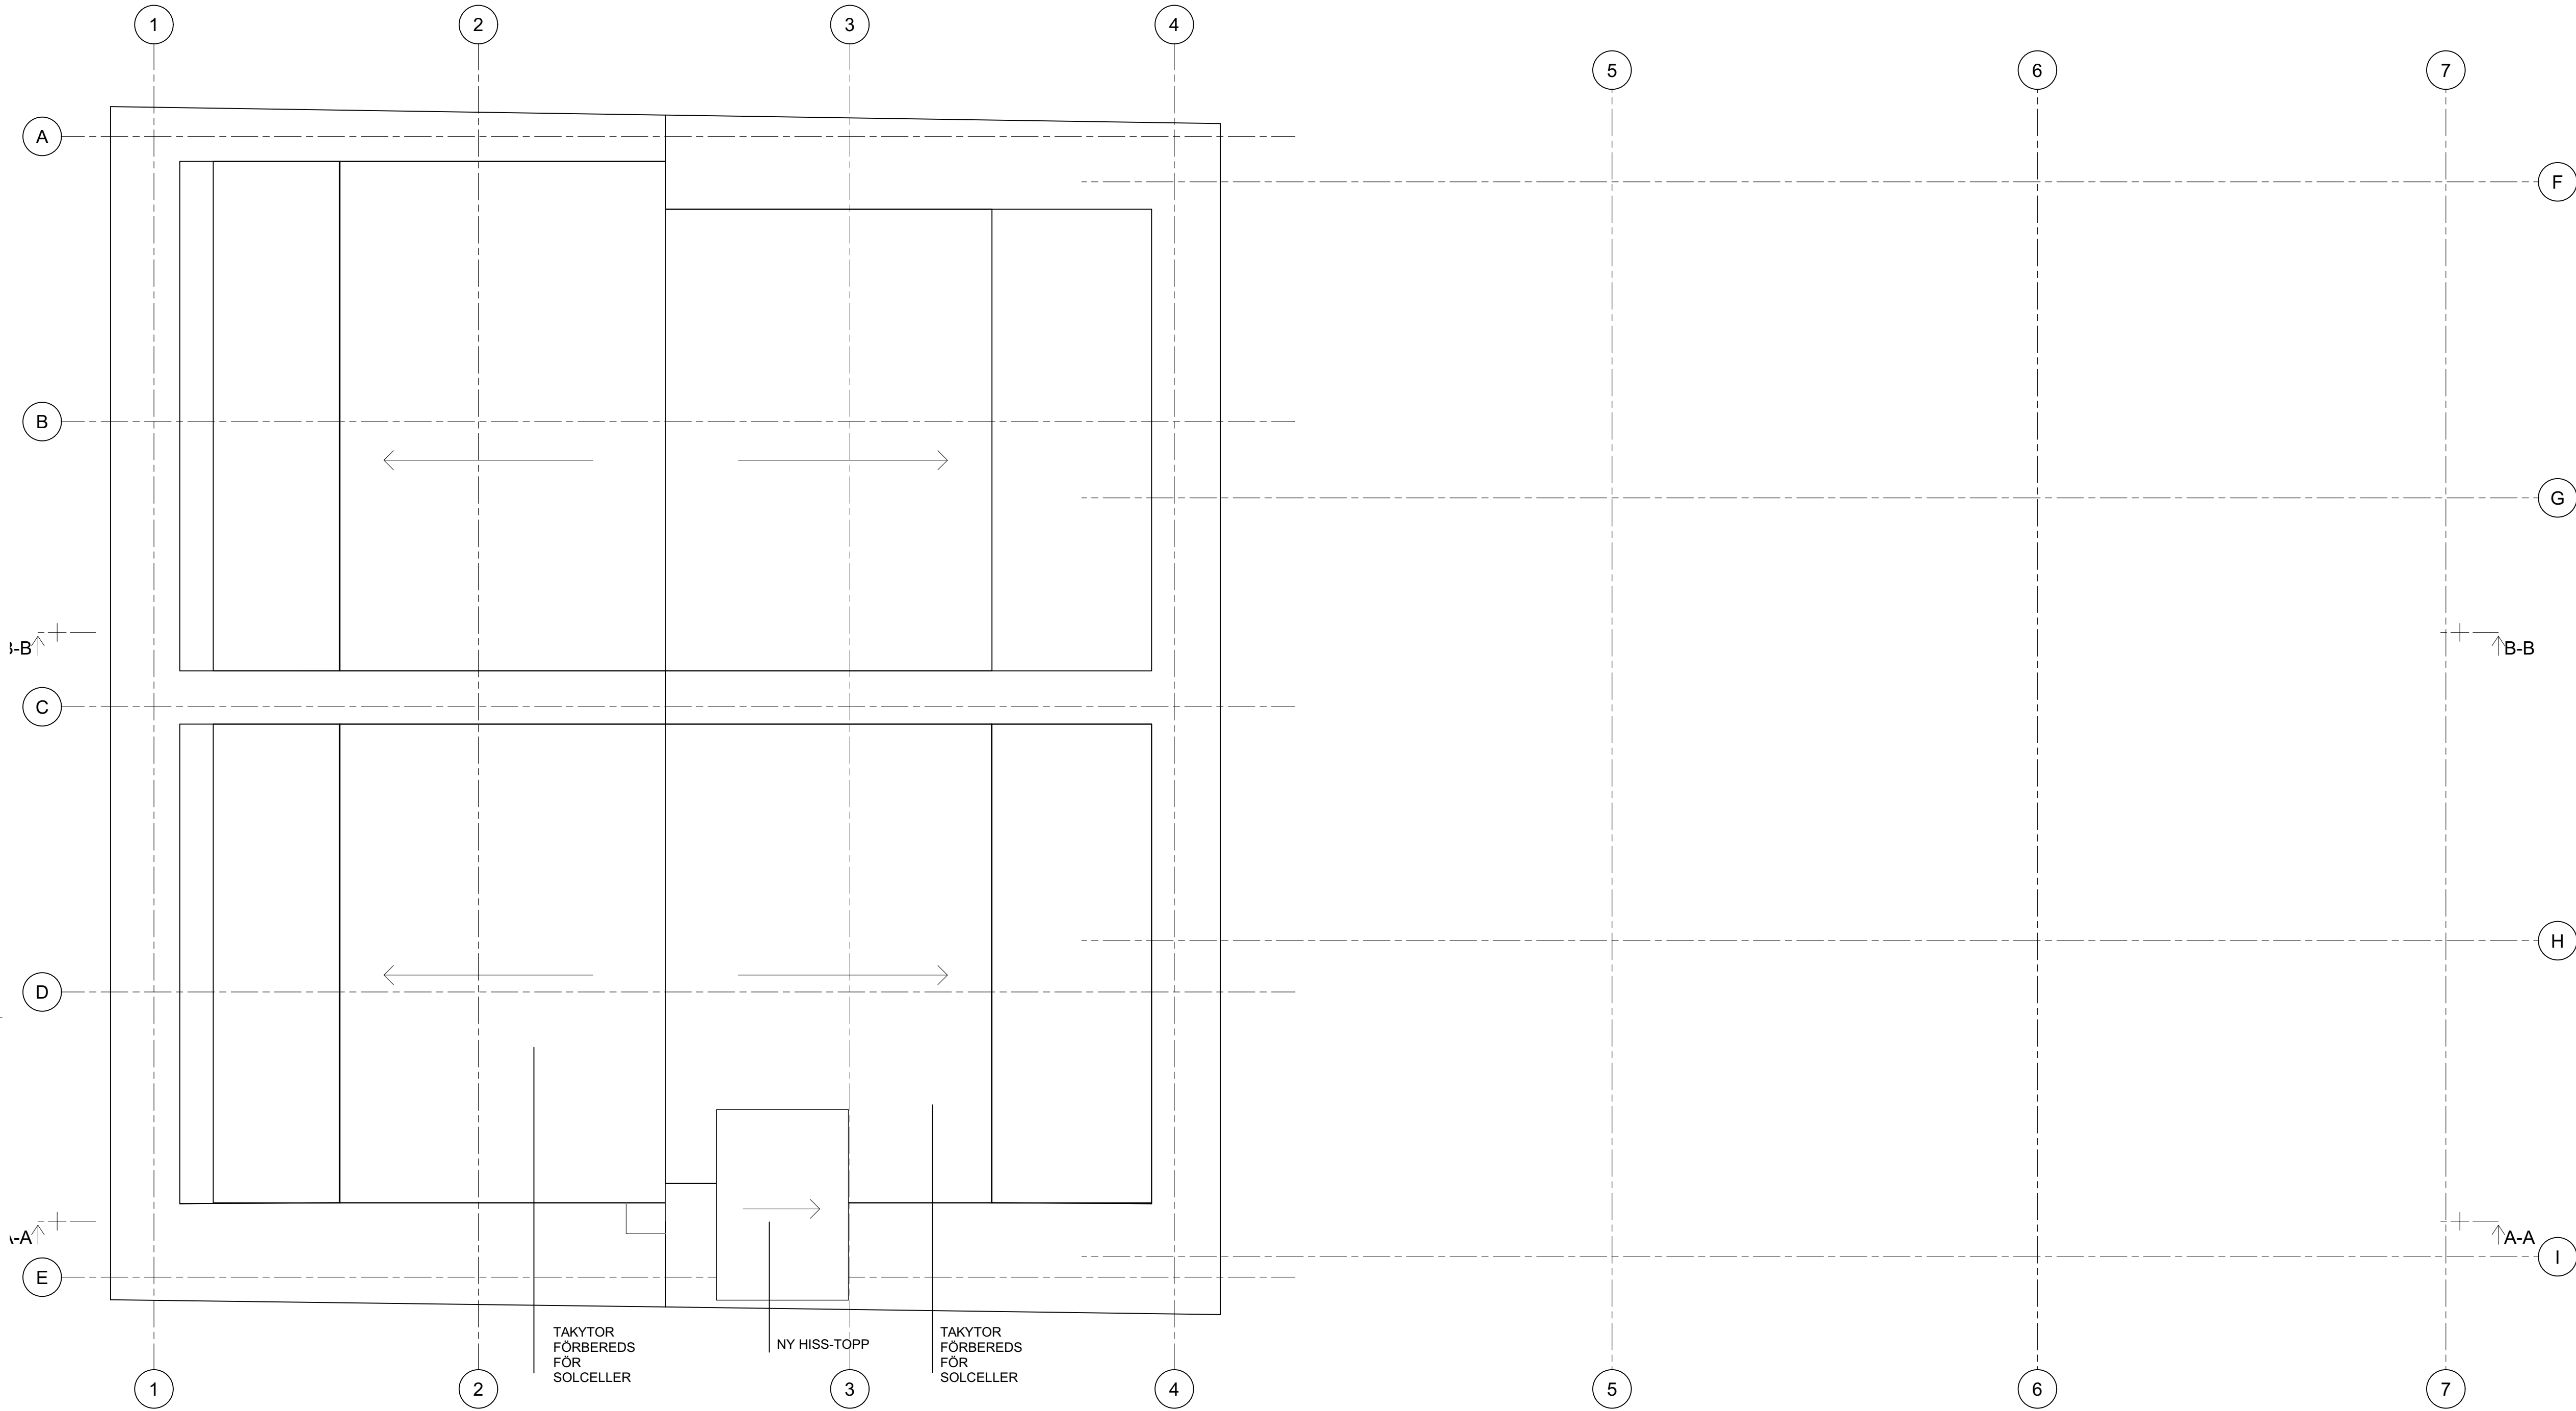 1 2 3 4
5 6 7
A
F
B
G
B-B
C
H
D
A-A
I
E
TAKYTOR
FÖRBEREDS
FÖR
SOLCELLER
NY HISS-TOPP
TAKYTOR
FÖRBEREDS
FÖR
SOLCELLER
1 2 3 4 5 6 7